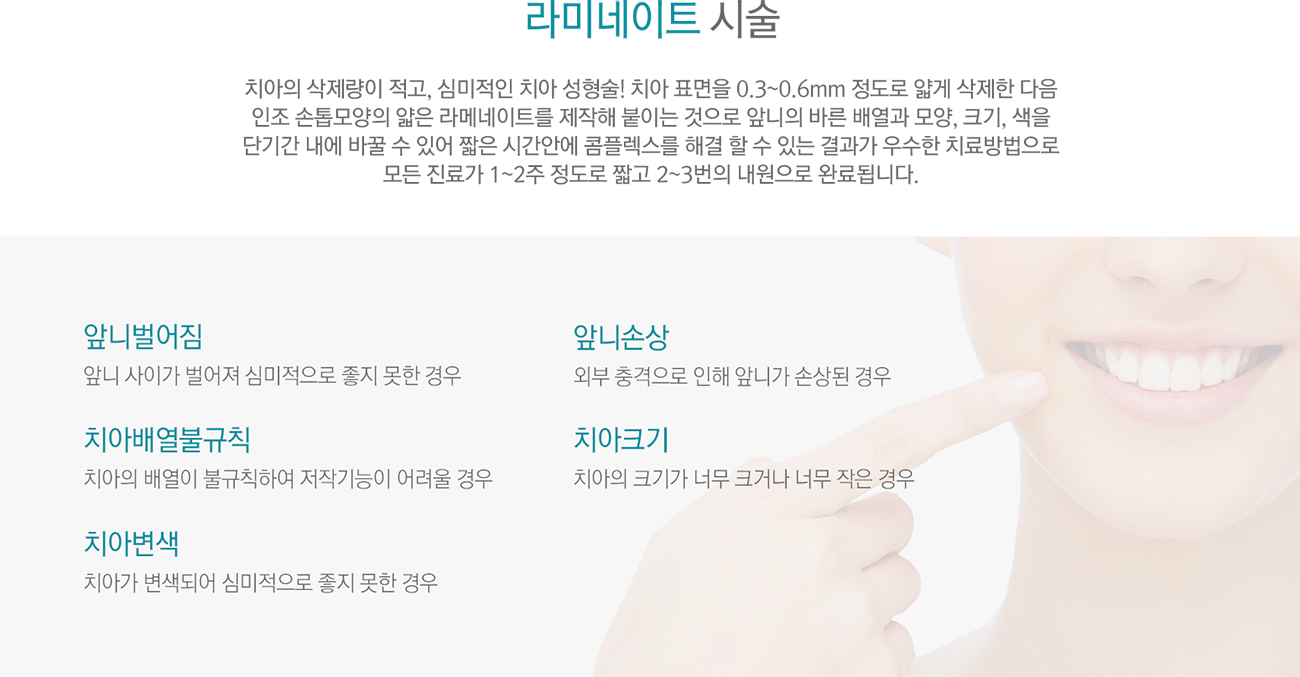 라미네이트 시술
치아의 삭제량이 적고, 심미적인 치아 성형술! 치아 표면을 0.3~0.6mm 정도로 얇게 삭제한 다음
인조 손톱모양의 얇은 라메네이트를 제작해 붙이는 것으로 앞니의 바른 배열과 모양, 크기, 색을
단기간 내에 바꿀 수 있어 짧은 시간안에 콤플렉스를 해결 할 수 있는 결과가 우수한 치료방법으로
모든 진료가 1~2주 정도로 짧고 2~3번의 내원으로 완료됩니다.
앞니벌어짐
앞니 사이가 벌어져 심미적으로 좋지 못한 경우
앞니손상
외부 충격으로 인해 앞니가 손상된 경우
치아배열불규칙
치아의 배열이 불규칙하여 저작기능이 어려울 경우
치아크기
치아의 크기가 너무 크거나 너무 작은 경우
치아변색
치아가 변색되어 심미적으로 좋지 못한 경우